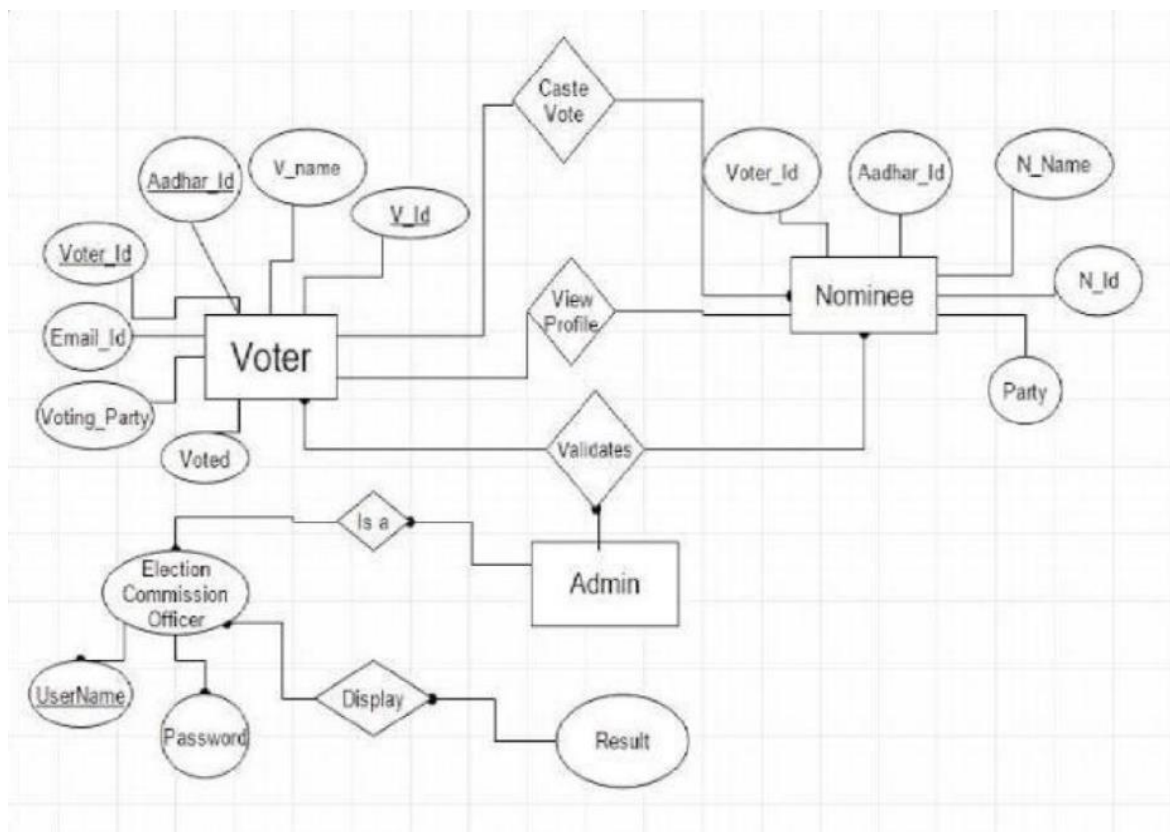 Caste
Vote
Aadhar_Id
V_name
V_Id
Voter_Id
Email_Id
Voting_Party
Voted
Voter
View
Profile
Voter_Id
Aadhar_Id
N_Name
N_Id
Party
Nominee
Validates
Is a
Admin
Election
Commission
Officer
UserName
Password
Display
Result